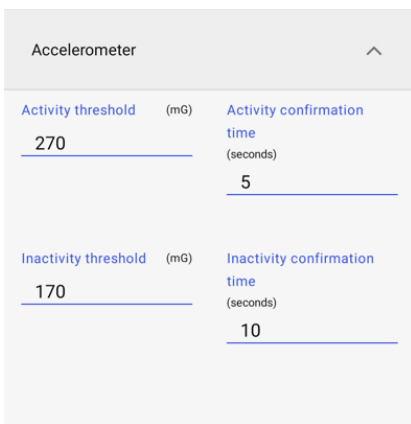 Accelerometer
Activity threshold (mG)
270
Activity confirmation
time
(seconds)
5
Inactivity threshold (mG)
170
Inactivity confirmation
time
(seconds)
10